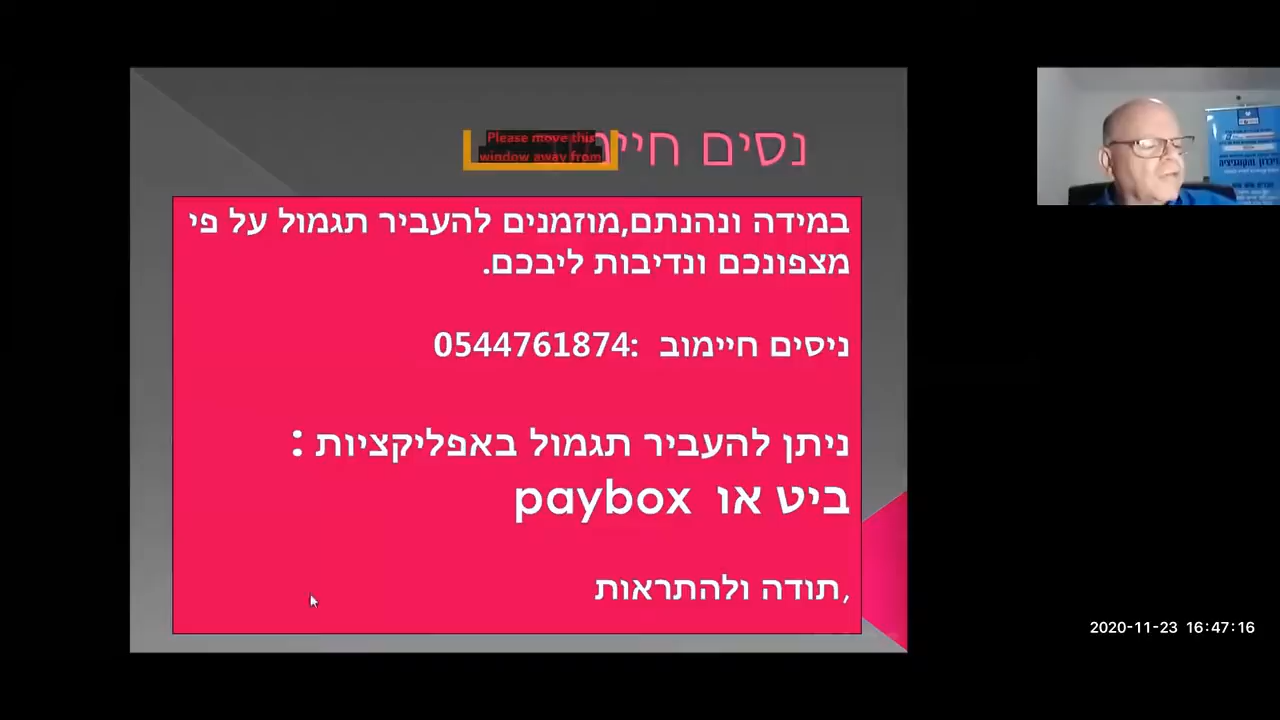 נסים
Please move this
window away from
במידה ונהנתם,מוזמנים להעביר תגמול על פי
מצפונכם ונדיבות ליבכם.
ניסים חיימוב :0544761874
ניתן להעביר תגמול באפליקציות :
ביט או paybox
תודה ולהתראות,
2020-11-23 16:47:16